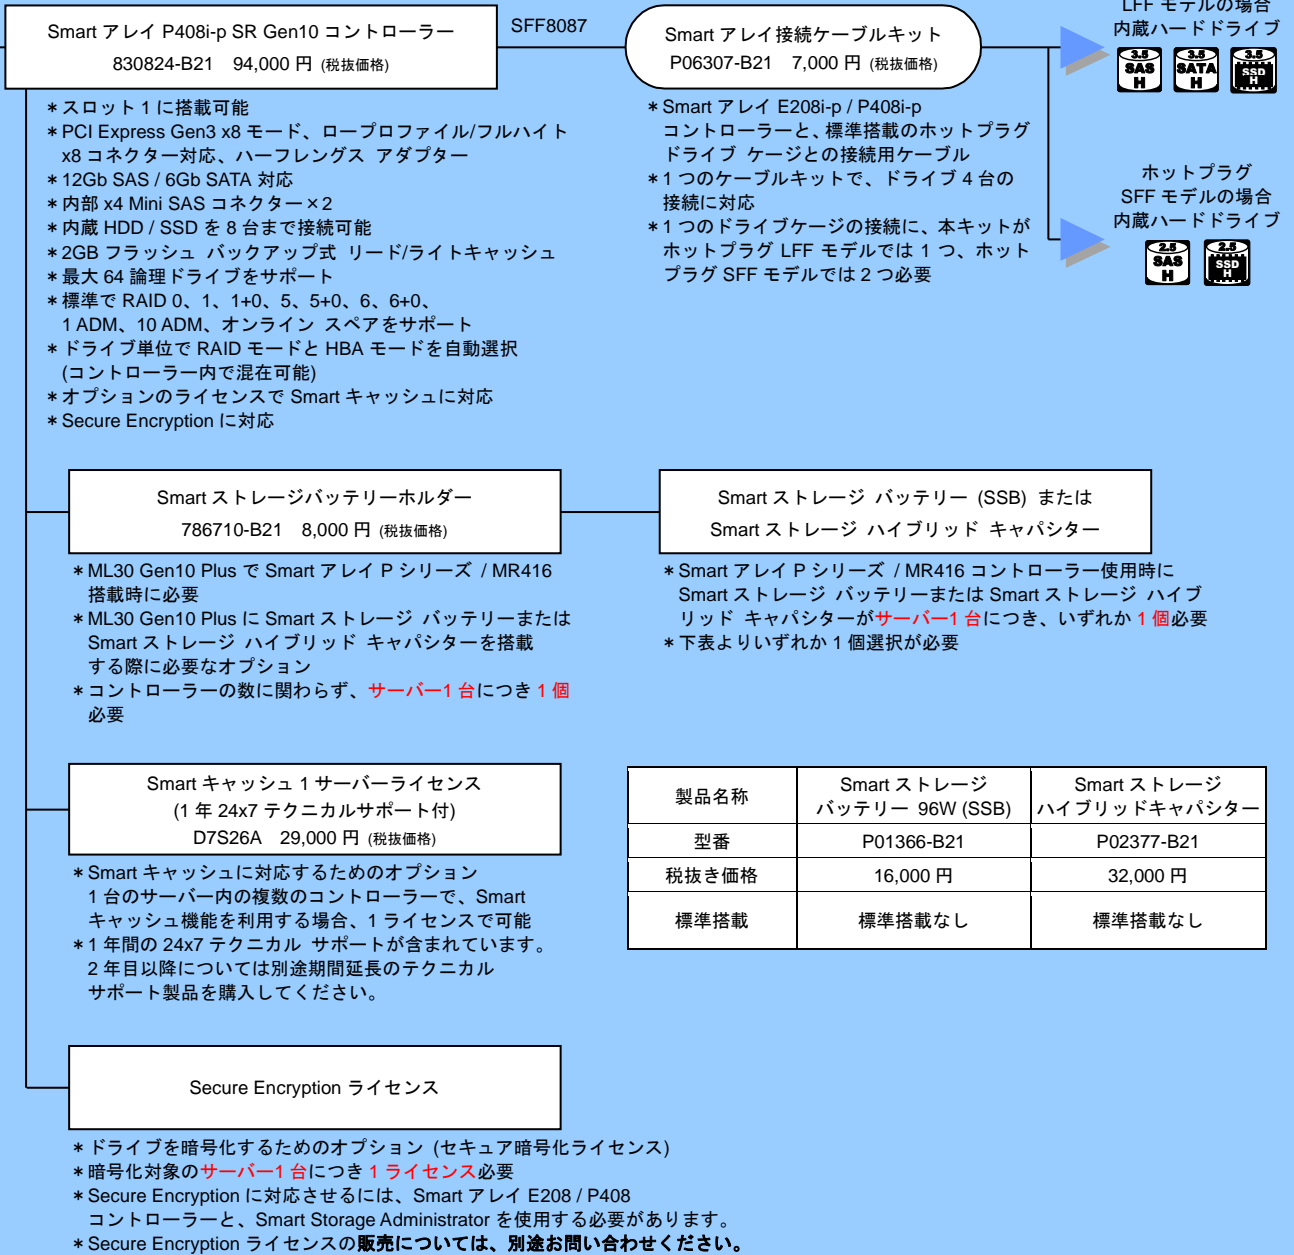 Smart アレイ P408i-p SR Gen10 コントローラー
830824-B21 94,000 円 (税抜価格)
SFF8087
Smart アレイ接続ケーブルキット
P06307-B21 7,000 円 (税抜価格)
LFF モデルの場合
内蔵ハードドライブ
3.5 SAS H
3.5 SATA H
3.5 SSD H
＊スロット 1 に搭載可能
＊PCI Express Gen3 x8 モード、ロープロファイル/フルハイト
x8 コネクター対応、ハーフレングス アダプター
＊12Gb SAS / 6Gb SATA 対応
＊内部 x4 Mini SAS コネクター×2
＊内蔵 HDD / SSD を 8 台まで接続可能
＊2GB フラッシュ バックアップ式 リード/ライトキャッシュ
＊最大 64 論理ドライブをサポート
＊標準で RAID 0、1、1+0、5、5+0、6、6+0、
1 ADM、10 ADM、オンライン スペアをサポート
＊ドライブ単位で RAID モードと HBA モードを自動選択
(コントローラー内で混在可能)
＊オプションのライセンスで Smart キャッシュに対応
＊Secure Encryption に対応
＊Smart アレイ E208i-p / P408i-p
コントローラーと、標準搭載のホットプラグ
ドライブ ケージとの接続用ケーブル
＊1 つのケーブルキットで、ドライブ 4 台の
接続に対応
＊1 つのドライブケージの接続に、本キットが
ホットプラグ LFF モデルでは 1 つ、ホット
プラグ SFF モデルでは 2 つ必要
ホットプラグ
SFF モデルの場合
内蔵ハードドライブ
2.5 SAS H
2.5 SSD H
Smart ストレージバッテリーホルダー
786710-B21 8,000 円 (税抜価格)
＊ML30 Gen10 Plus で Smart アレイ P シリーズ / MR416
搭載時に必要
＊ML30 Gen10 Plus に Smart ストレージ バッテリーまたは
Smart ストレージ ハイブリッド キャパシターを搭載
する際に必要なオプション
＊コントローラーの数に関わらず、サーバー1 台につき 1 個
必要
Smart ストレージ バッテリー (SSB) または
Smart ストレージ ハイブリッド キャパシター
＊Smart アレイ P シリーズ / MR416 コントローラー使用時に
Smart ストレージ バッテリーまたは Smart ストレージ ハイブ
リッド キャパシターがサーバー1 台につき、いずれか 1 個必要
＊下表よりいずれか 1 個選択が必要
Smart キャッシュ 1 サーバーライセンス
(1 年 24x7 テクニカルサポート付)
D7S26A 29,000 円 (税抜価格)
＊Smart キャッシュに対応するためのオプション
1 台のサーバー内の複数のコントローラーで、Smart
キャッシュ機能を利用する場合、1 ライセンスで可能
＊1 年間の 24x7 テクニカル サポートが含まれています。
2 年目以降については別途期間延長のテクニカル
サポート製品を購入してください。
製品名称 Smart ストレージ バッテリー 96W (SSB) Smart ストレージ ハイブリッドキャパシター
型番 P01366-B21 P02377-B21
税抜き価格 16,000 円 32,000 円
標準搭載 標準搭載なし 標準搭載なし
Secure Encryption ライセンス
＊ドライブを暗号化するためのオプション (セキュア暗号化ライセンス)
＊暗号化対象のサーバー1 台につき 1 ライセンス必要
＊Secure Encryption に対応させるには、Smart アレイ E208 / P408
コントローラーと、Smart Storage Administrator を使用する必要があります。
＊Secure Encryption ライセンスの販売については、別途お問い合わせください。